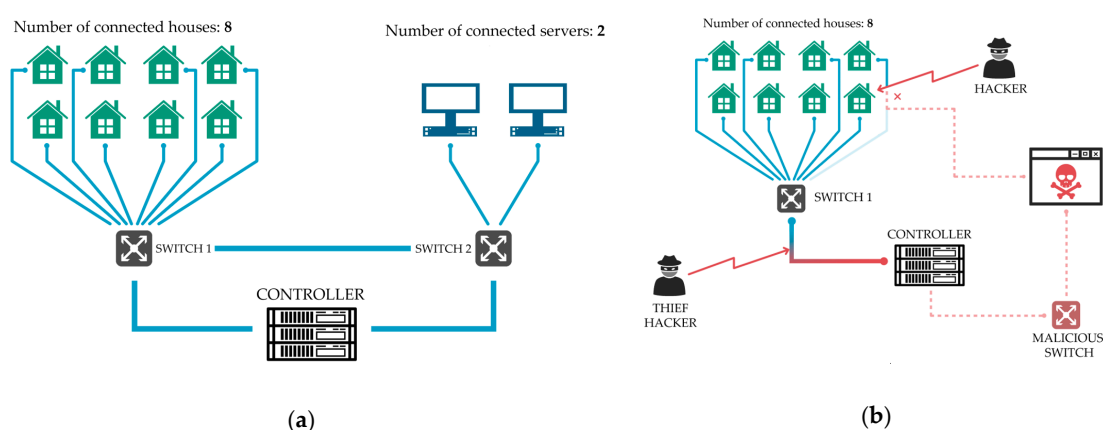 Number of connected houses: 8
Number of connected servers: 2
SWITCH 1
SWITCH 2
CONTROLLER
(a)
Number of connected houses: 8
HACKER
×
SWITCH 1
CONTROLLER
THIEF
HACKER
MALICIOUS
SWITCH
(b)